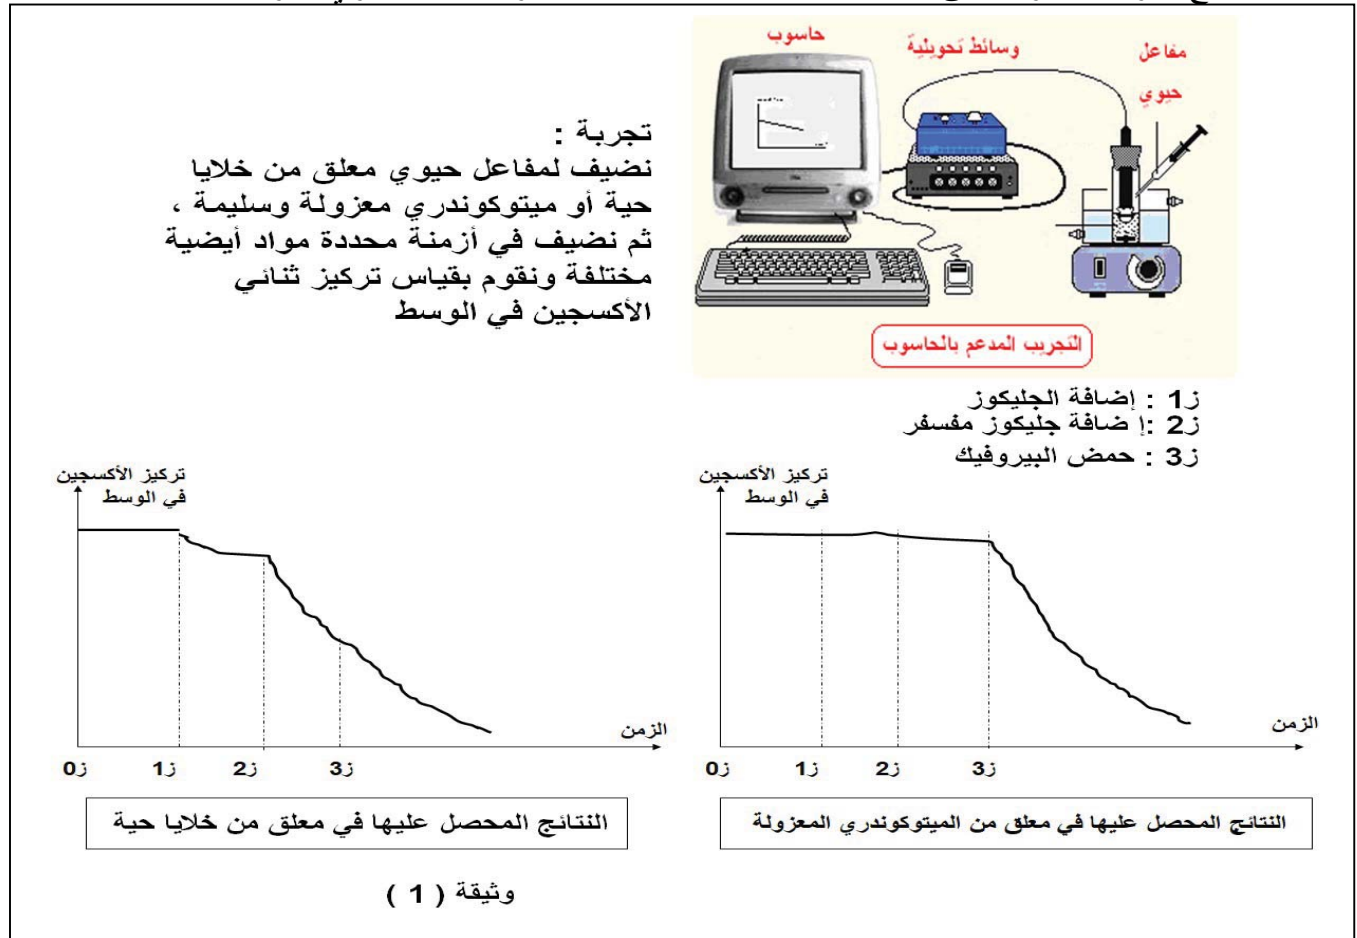 حاسوب
وسائط تحويلية
مفاعل
حيوي
تجربة :
نضيف لمفاعل حيوي معلق من خلايا
حية أو ميتوكوندري معزولة وسليمة ،
ثم نضيف في أزمنة محددة مواد أيضية
مختلفة ونقوم بقياس تركيز ثنائي
الأكسجين في الوسط
التجريب المدعم بالحاسوب
ز1 : إضافة الجليكوز
ز2 :إ ضافة جليكوز مفسفر
ز3 : حمض البيروفيك
تركيز الأكسجين
في الوسط
الزمن
ز0 ز1 ز2 ز3
النتائج المحصل عليها في معلق من الميتوكوندري المعزولة
تركيز الأكسجين
في الوسط
الزمن
ز0 ز1 ز2 ز3
النتائج المحصل عليها في معلق من خلايا حية
وثيقة ( 1 )